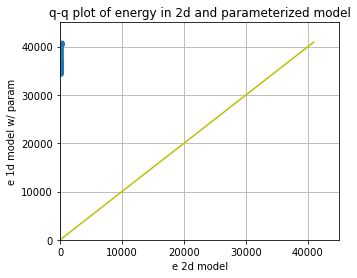 q-q plot of energy in 2d and parameterized model
40000
30000
20000
10000
0
e 1d model w/ param
0 10000 20000 30000 40000
e 2d model